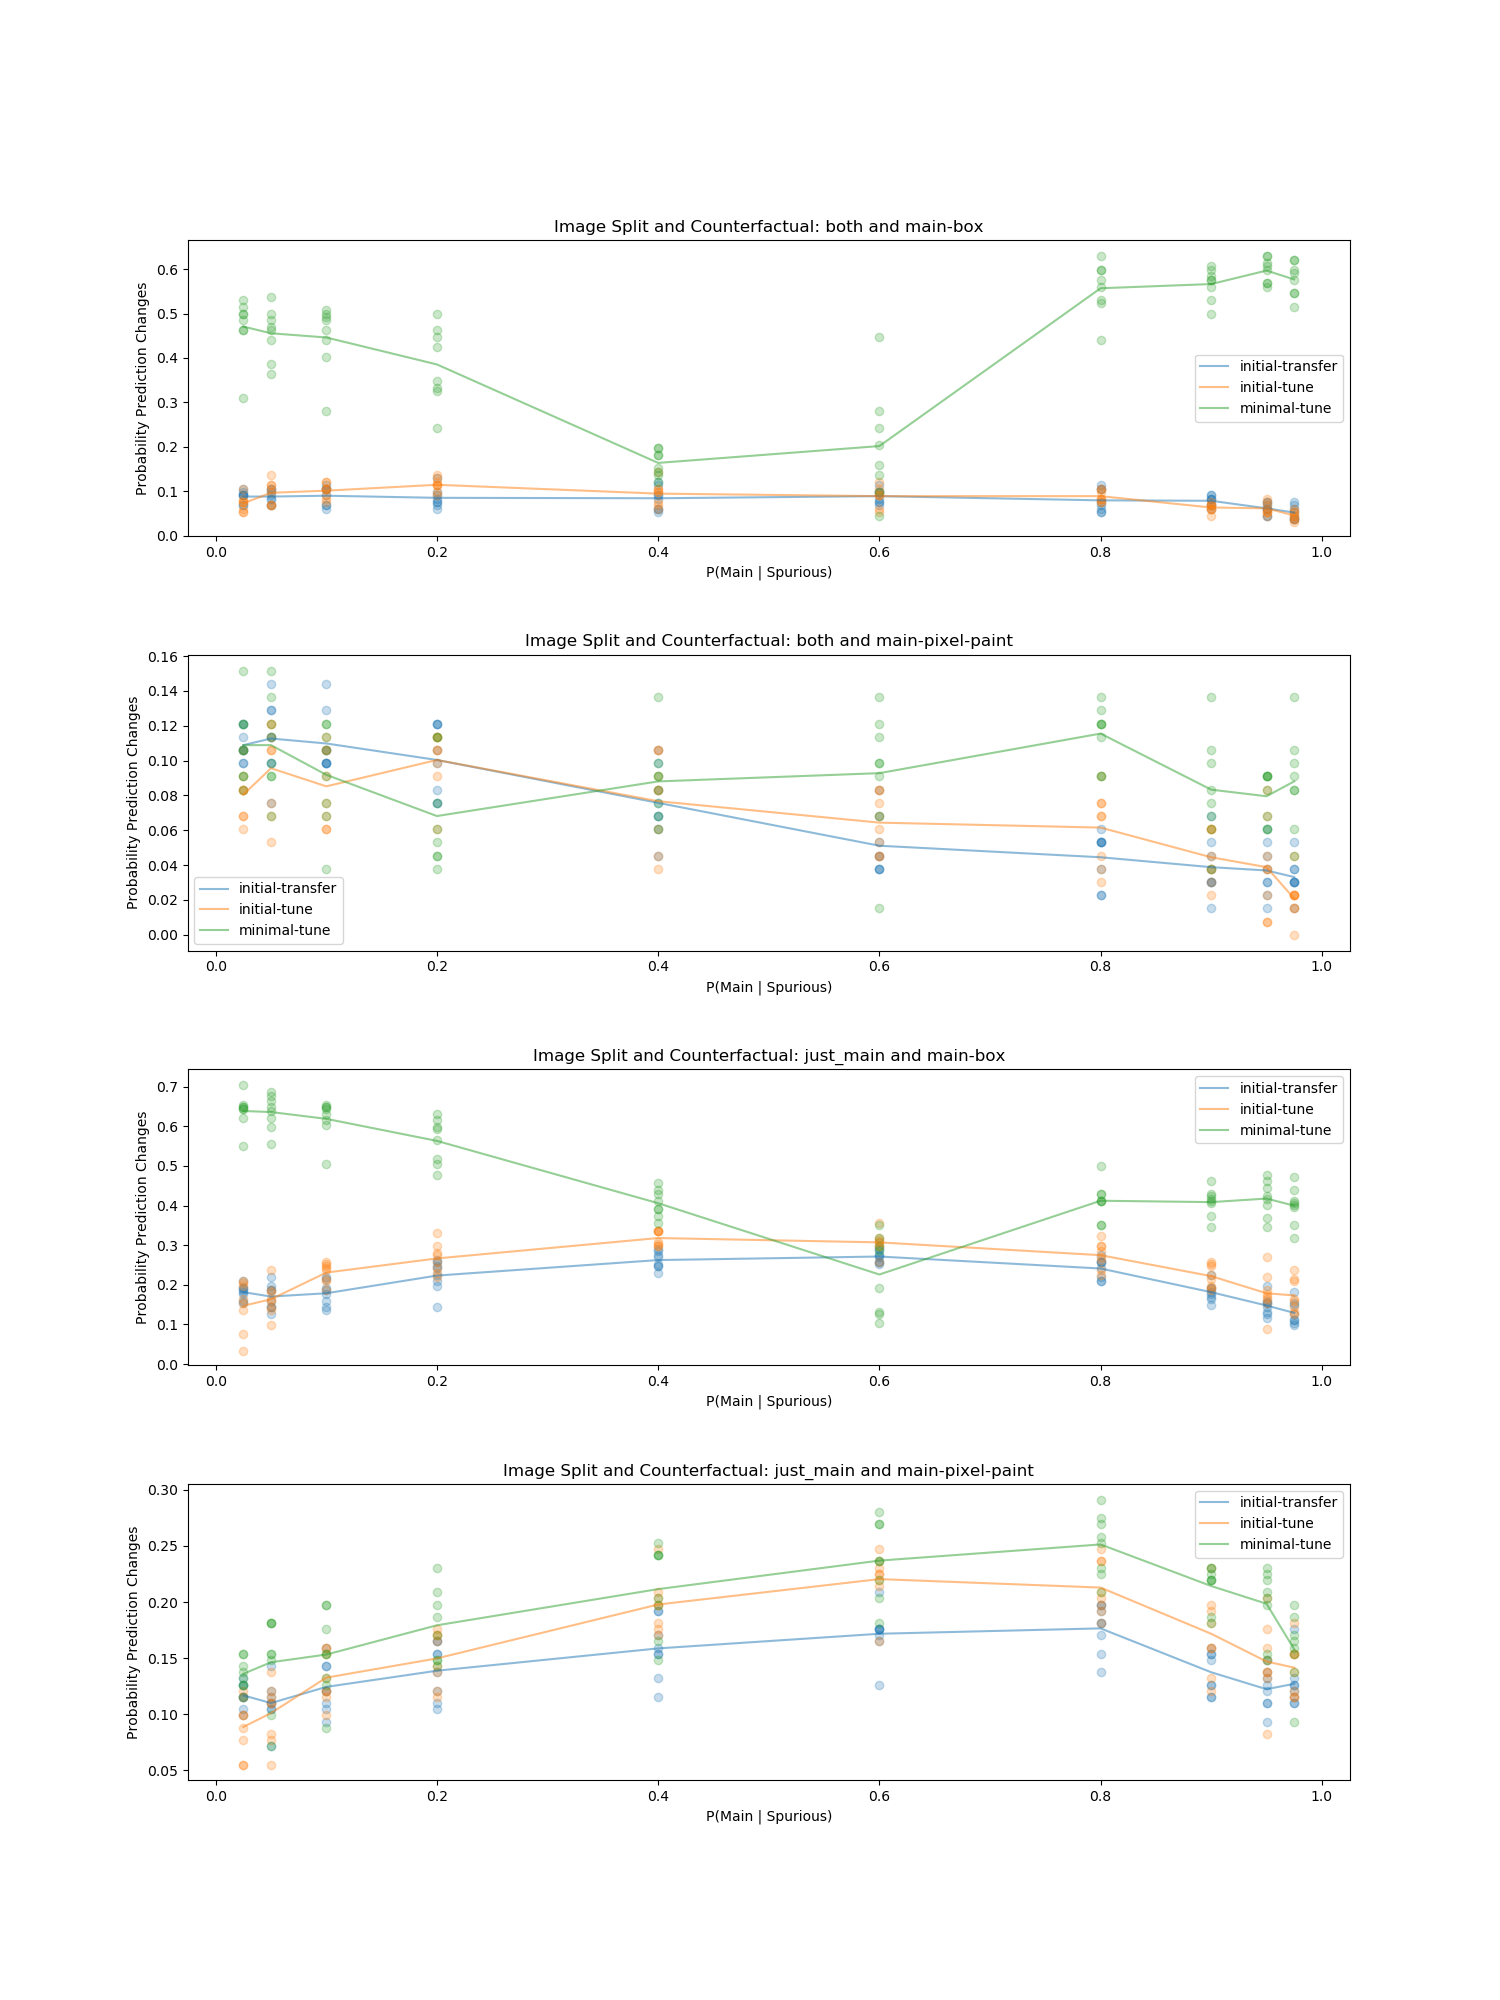 Image Split and Counterfactual: both and main-box
Probability Prediction Changes
0.6
0.5
0.4
0.3
0.2
0.1
0.0
initial-transfer
initial-tune
minimal-tune
0.0 0.2 0.4 0.6 0.8 1.0
P(Main | Spurious)
Image Split and Counterfactual: both and main-pixel-paint
Probability Prediction Changes
0.16
0.14
0.12
0.10
0.08
0.06
0.04
0.02
0.00
initial-transfer
initial-tune
minimal-tune
0.0 0.2 0.4 0.6 0.8 1.0
P(Main | Spurious)
Image Split and Counterfactual: just_main and main-box
Probability Prediction Changes
0.7
0.6
0.5
0.4
0.3
0.2
0.1
0.0
initial-transfer
initial-tune
minimal-tune
0.0 0.2 0.4 0.6 0.8 1.0
P(Main | Spurious)
Image Split and Counterfactual: just_main and main-pixel-paint
Probability Prediction Changes
0.30
0.25
0.20
0.15
0.10
0.05
initial-transfer
initial-tune
minimal-tune
0.0 0.2 0.4 0.6 0.8 1.0
P(Main | Spurious)